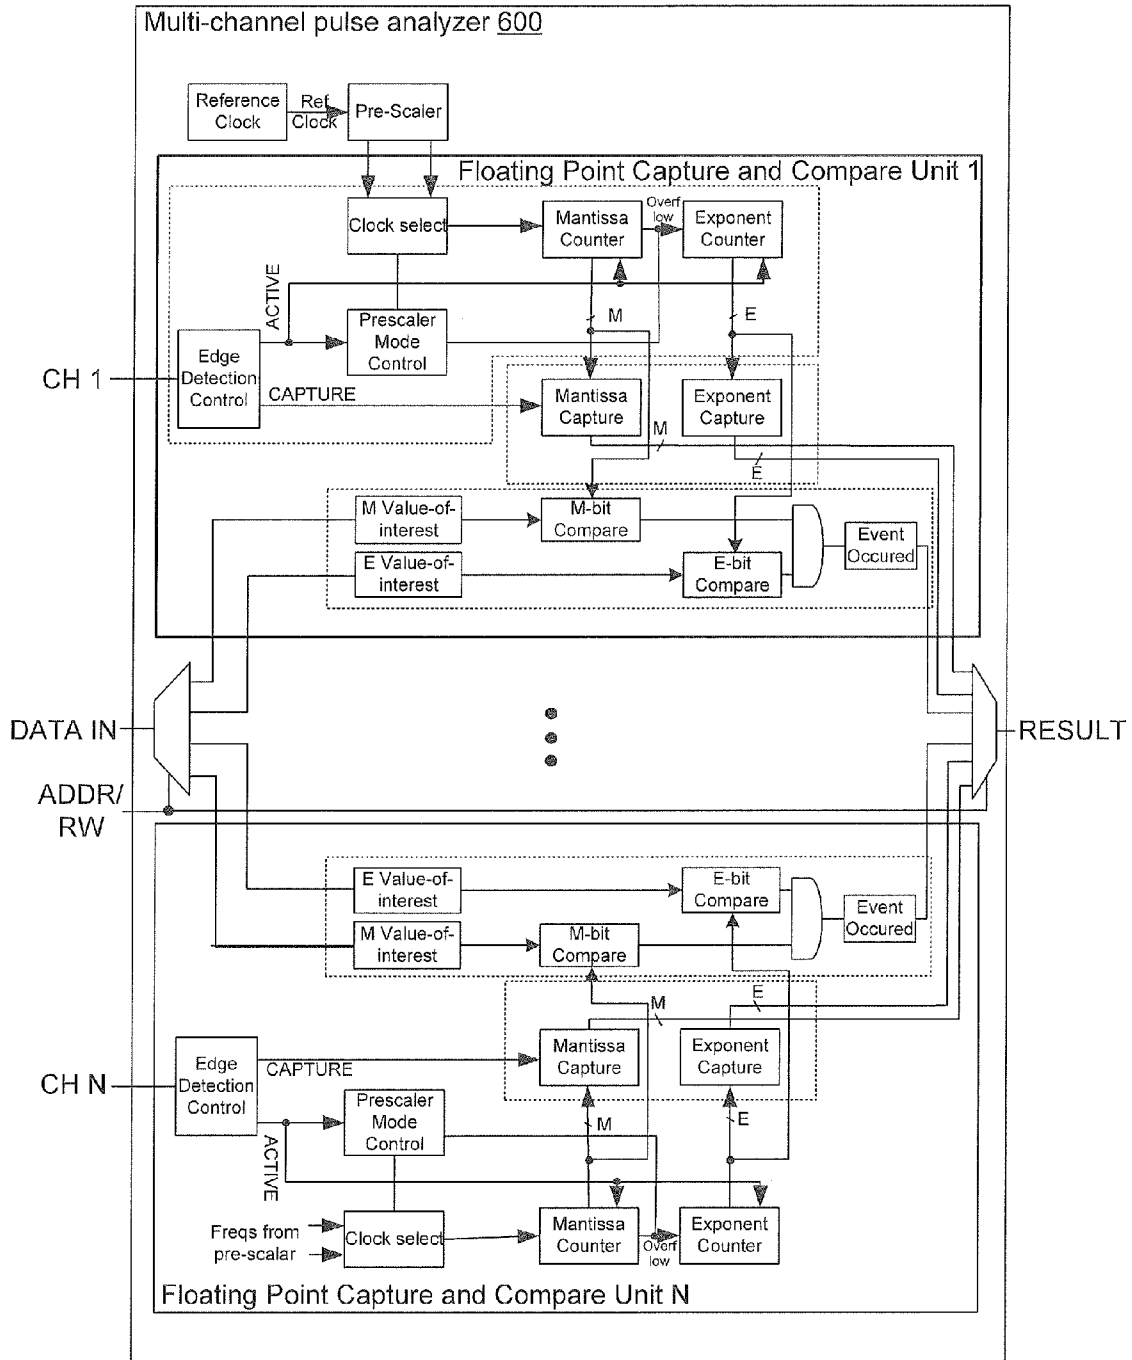 Multi-channel pulse analyzer 600
Reference
Clock
Ref
Clock
Pre-Scaler
Floating Point Capture and Compare Unit 1
Clock select
Mantissa
Counter
Overf
low
Exponent
Counter
ACTIVE
Prescaler
Mode
Control
M
E
CH 1
Edge
Detection
Control
CAPTURE
Mantissa
Capture
Exponent
Capture
M
E
M Value-of-
interest
M-bit
Compare
E Value-of-
interest
E-bit
Compare
Event
Occured
DATA IN
RESULT
ADDR/
RW
E Value-of-
interest
E-bit
Compare
M Value-of-
interest
M-bit
Compare
Event
Occured
M
E
CH N
Edge
Detection
Control
CAPTURE
Mantissa
Capture
Exponent
Capture
Prescaler
Mode
Control
ACTIVE
M
E
Freqs from
pre-scalar
Clock select
Mantissa
Counter
Overf
low
Exponent
Counter
Floating Point Capture and Compare Unit N